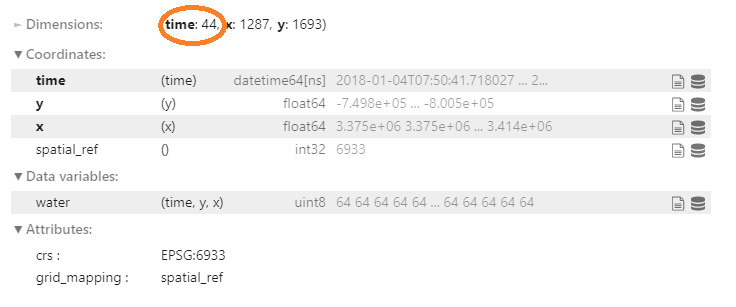 ► Dimensions: (time: 44, x: 1287, y: 1693)
▼ Coordinates:
time (time) datetime64[ns] 2018-01-04T07:50:41.718027 ... 2...
y (y) float64 -7.498e+05 ... -8.005e+05
x (x) float64 3.375e+06 3.375e+06 ... 3.414e+06
spatial_ref () int32 6933
▼ Data variables:
water (time, y, x) uint8 64 64 64 64 64 ... 64 64 64 64 64
▼ Attributes:
crs : EPSG:6933
grid_mapping : spatial_ref